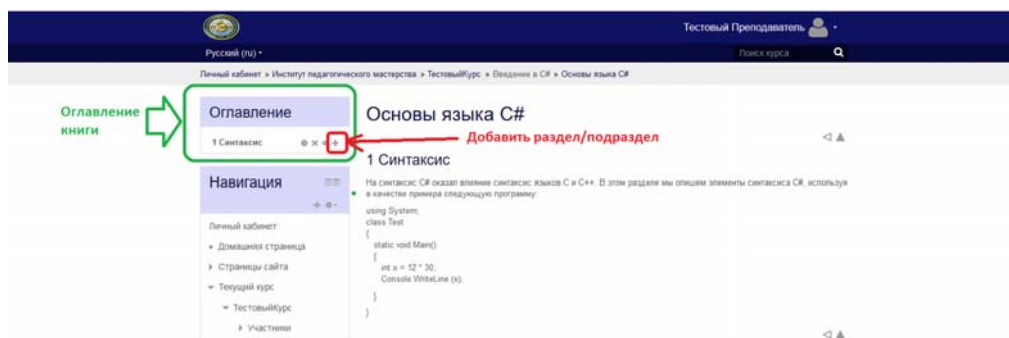 Тестовый Преподаватель
Русский (ru)
Поиск курса
Личный кабинет » Институт педагогического мастерства » ТестовыйКурс » Введение в C# » Основы языка C#
Оглавление
книги
Оглавление
1 Синтаксис
Основы языка C#
Добавить раздел/подраздел
1 Синтаксис
На синтаксис C# оказал влияние синтаксис языков C и C++. В этом разделе мы опишем элементы синтаксиса C#, используя
в качестве примера следующую программу:
using System;
class Test
{
static void Main()
{
int x = 12 * 30;
Console.WriteLine (x);
}
}
Навигация
Личный кабинет
Домашняя страница
Страницы сайта
Текущий курс
ТестовыйКурс
Участники